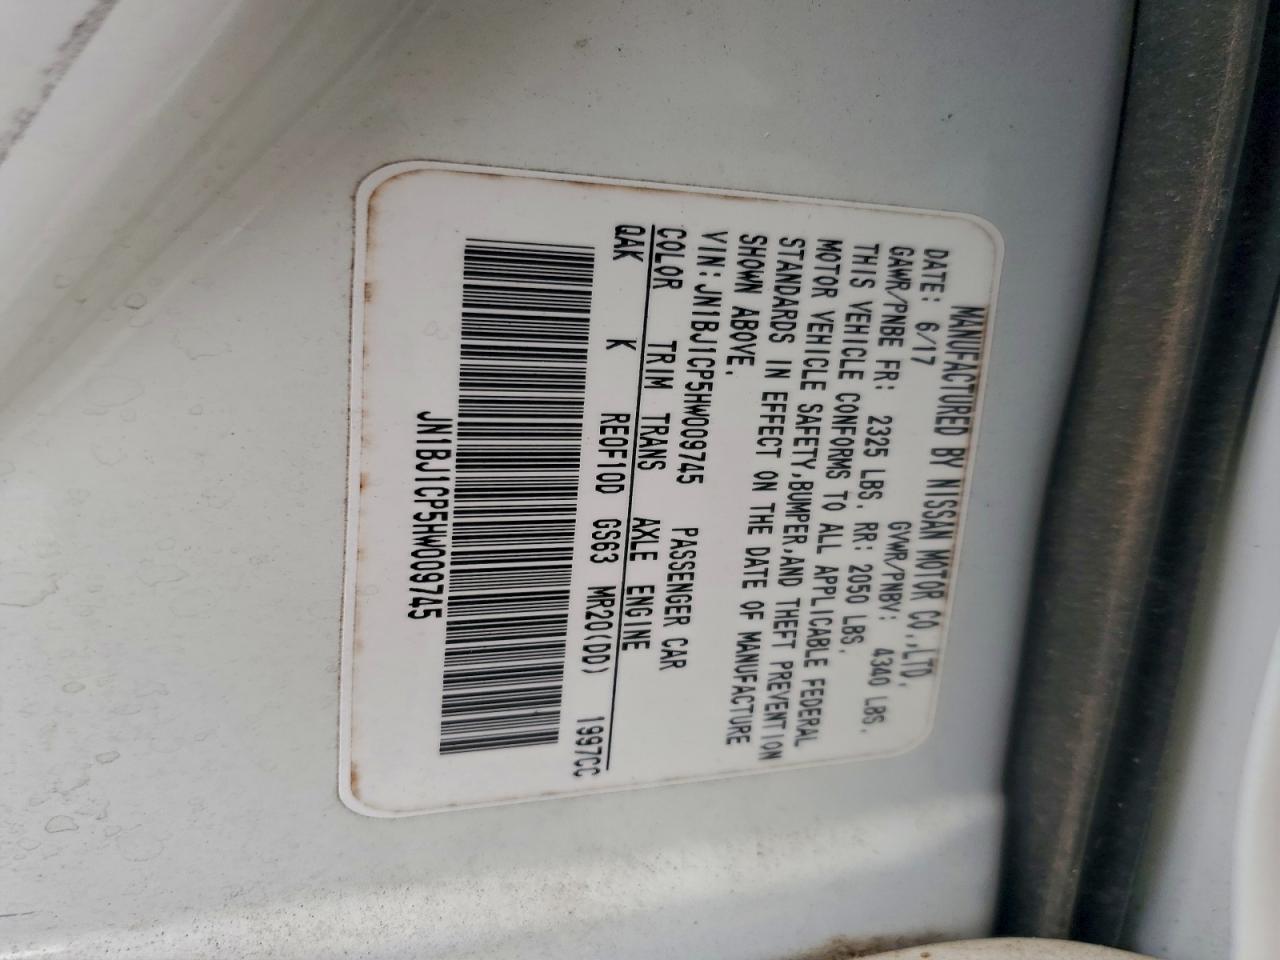 MANUFACTURED BY NISSAN MOTOR CO.,LTD.
DATE: 6/17 GVWR/PNBV: 4340 LBS.
GAWR/PNBE FR: 2325 LBS. RR: 2050 LBS.
THIS VEHICLE CONFORMS TO ALL APPLICABLE FEDERAL
MOTOR VEHICLE SAFETY,BUMPER,AND THEFT PREVENTION
STANDARDS IN EFFECT ON THE DATE OF MANUFACTURE
SHOWN ABOVE.
VIN: JN1BJ1CP5HW009745 PASSENGER CAR
COLOR TRIM TRANS AXLE ENGINE
QAK K RE0F10D GS63 MR20(DD) 1997CC
JN1BJ1CP5HW009745